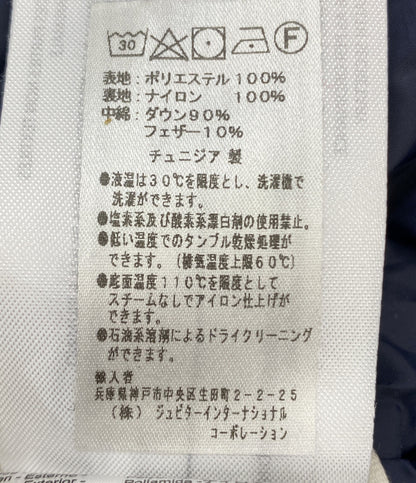 30 F
表地: ポリエステル 100%
裏地: ナイロン 100%
中綿: ダウン 90%
フェザー 10%
チュニジア 製
●液温は30℃を限度とし、洗濯機で
洗濯ができます。
●塩素系及び酸素系漂白剤の使用禁止。
●低い温度でのタンブル乾燥処理が
できます。(排気温度上限60℃)
●底面温度110℃を限度として
スチームなしでアイロン仕上げが
できます。
●石油系溶剤によるドライクリーニング
ができます。
輸入者
兵庫県神戸市中央区生田町2-2-25
(株) ジュピターインターナショナル
コーポレーション